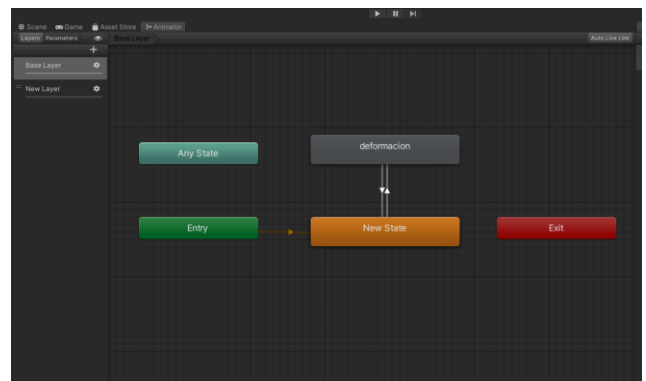 Scene Game Asset Store Animator
Layers Parameters Base Layer Auto Live Link
Base Layer
New Layer
Any State
deformacion
Entry
New State
Exit